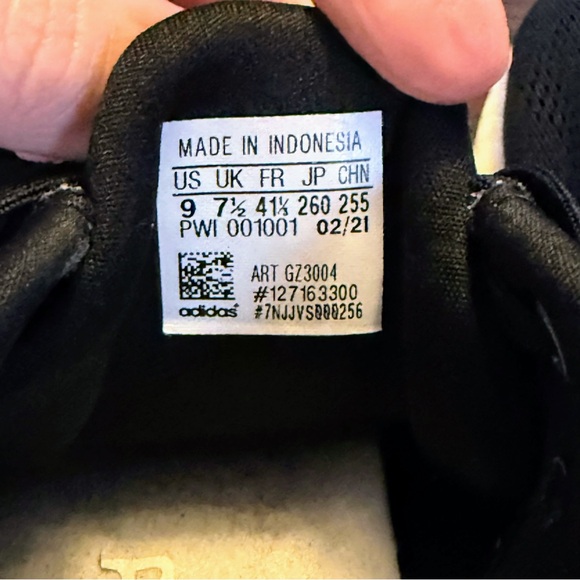 MADE IN INDONESIA
US UK FR JP CHN
9 7½ 41⅓ 260 255
PWI 001001 02/21
ART GZ3004
#127163300
adidas #7NJJVS000256